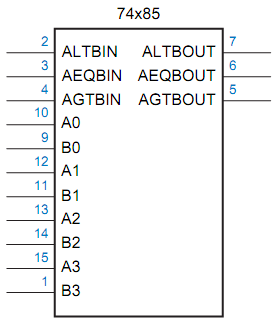 74x85
2 ALTBIN ALTBOUT 7
3 AEQBIN AEQBOUT 6
4 AGTBIN AGTBOUT 5
10 A0
9 B0
12 A1
11 B1
13 A2
14 B2
15 A3
1 B3